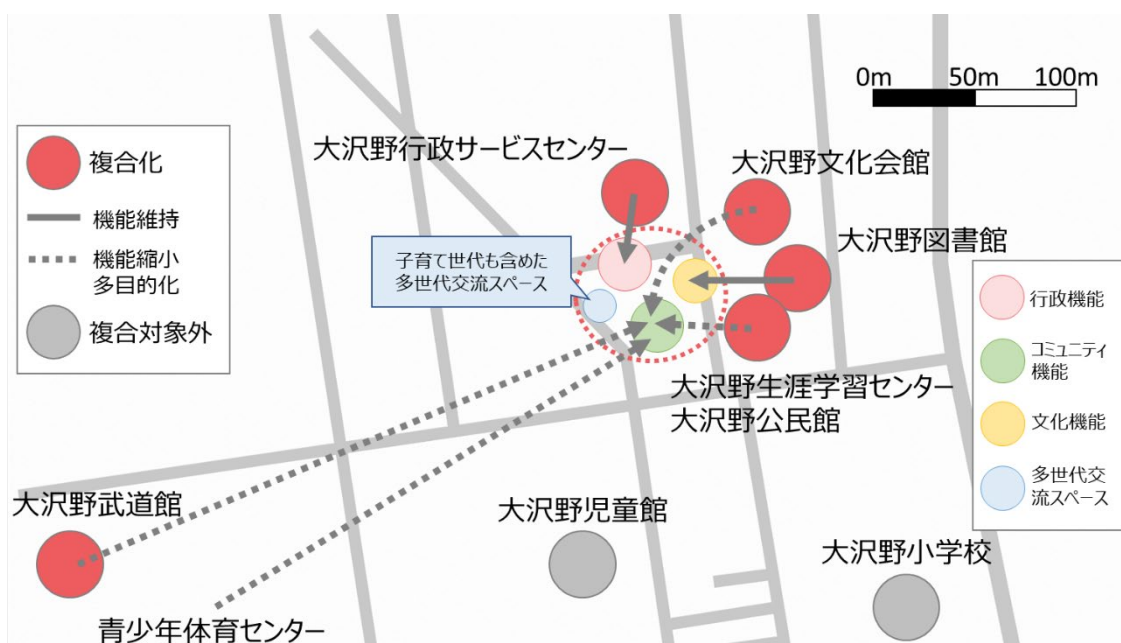 0m 50m 100m
複合化
機能維持
機能縮小
多目的化
複合対象外
大沢野行政サービスセンター
大沢野文化会館
大沢野図書館
子育て世代も含めた
多世代交流スペース
行政機能
コミュニティ
機能
文化機能
多世代交
流スペース
大沢野生涯学習センター
大沢野公民館
大沢野武道館
大沢野児童館
大沢野小学校
青少年体育センター